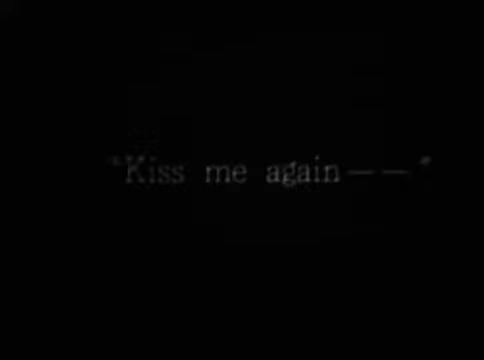 "Kiss me again — — "